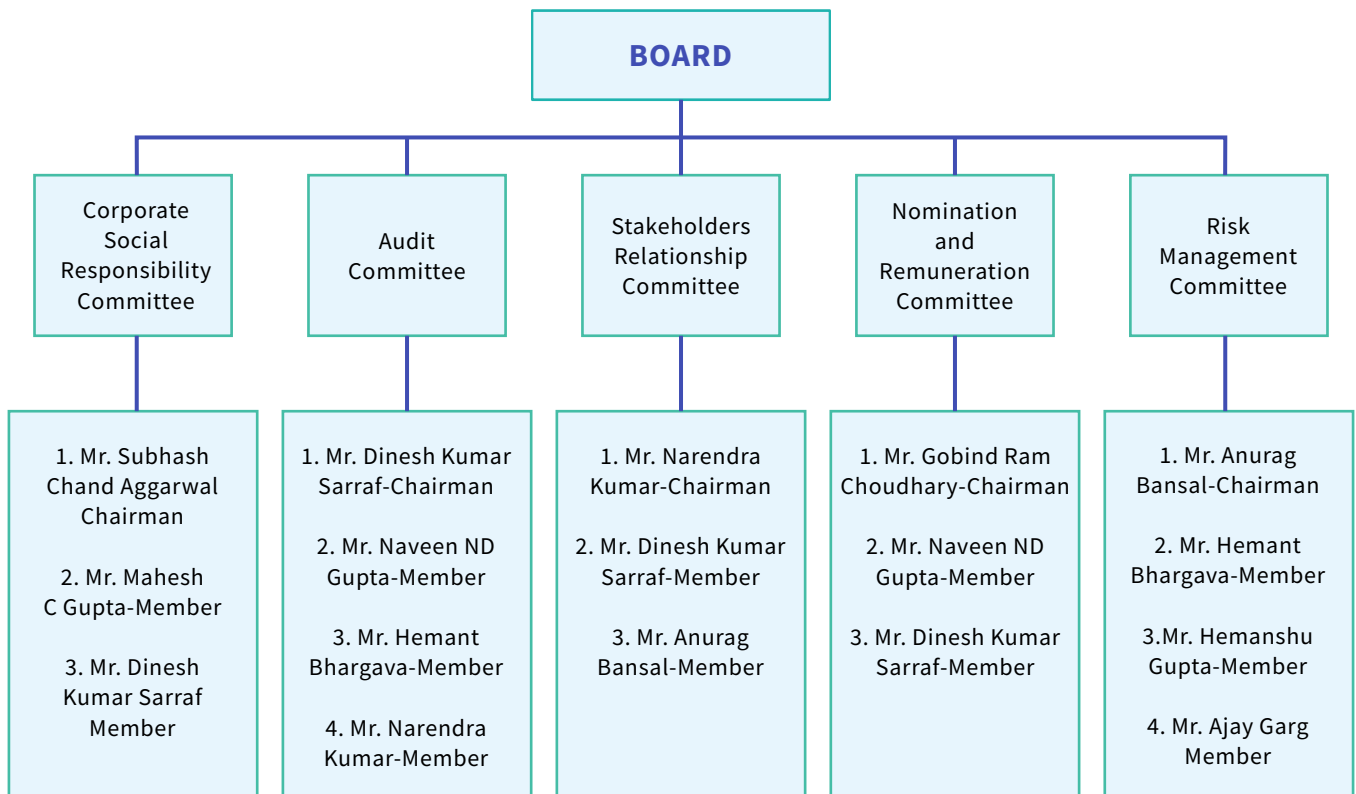 BOARD
Corporate
Social
Responsibility
Committee
Audit
Committee
Stakeholders
Relationship
Committee
Nomination
and
Remuneration
Committee
Risk
Management
Committee
1. Mr. Subhash
Chand Aggarwal
Chairman
2. Mr. Mahesh
C Gupta-Member
3. Mr. Dinesh
Kumar Sarraf
Member
1. Mr. Dinesh Kumar
Sarraf-Chairman
2. Mr. Naveen ND
Gupta-Member
3. Mr. Hemant
Bhargava-Member
4. Mr. Narendra
Kumar-Member
1. Mr. Narendra
Kumar-Chairman
2. Mr. Dinesh Kumar
Sarraf-Member
3. Mr. Anurag
Bansal-Member
1. Mr. Gobind Ram
Choudhary-Chairman
2. Mr. Naveen ND
Gupta-Member
3. Mr. Dinesh Kumar
Sarraf-Member
1. Mr. Anurag
Bansal-Chairman
2. Mr. Hemant
Bhargava-Member
3.Mr. Hemanshu
Gupta-Member
4. Mr. Ajay Garg
Member